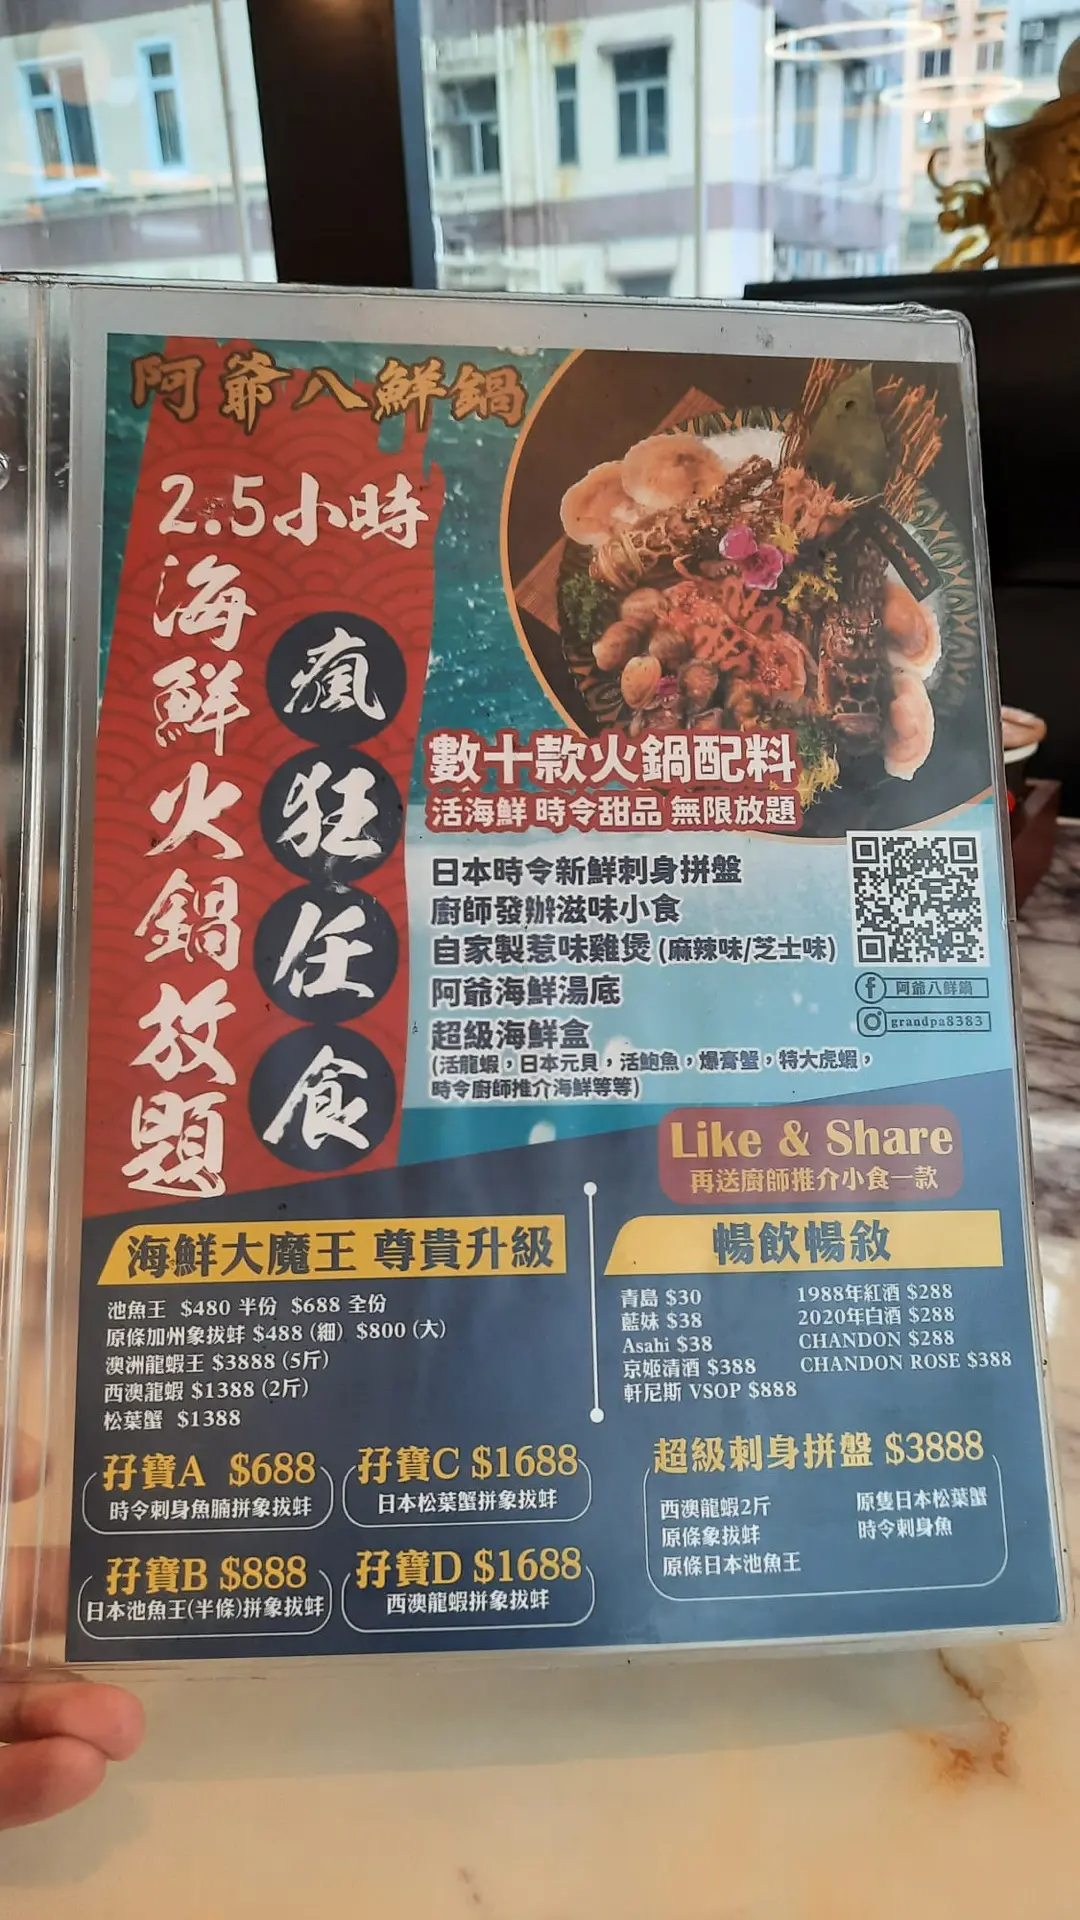 阿爺八鮮鍋
2.5小時
海鮮火鍋放題
瘋狂任食
數十款火鍋配料
活海鮮 時令甜品 無限放題
日本時令新鮮刺身拼盤
廚師發辦滋味小食
自家製惹味雞煲 (麻辣味/芝士味)
阿爺海鮮湯底
超級海鮮盒
(活龍蝦，日本元貝，活鮑魚，爆膏蟹，特大虎蝦，
時令廚師推介海鮮等等)
阿爺八鮮鍋
grandpa8383
Like & Share
再送廚師推介小食一款
海鮮大魔王 尊貴升級
池魚王 $480 半份 $688 全份
原條加州象拔蚌 $488 (細) $800 (大)
澳洲龍蝦王 $3888 (5斤)
西澳龍蝦 $1388 (2斤)
松葉蟹 $1388
暢飲暢敘
青島 $30
藍妹 $38
Asahi $38
京姬清酒 $388
軒尼斯 VSOP $888
1988年紅酒 $288
2020年白酒 $288
CHANDON $288
CHANDON ROSE $388
孖寶A $688
時令刺身魚腩拼象拔蚌
孖寶C $1688
日本松葉蟹拼象拔蚌
孖寶B $888
日本池魚王(半條)拼象拔蚌
孖寶D $1688
西澳龍蝦拼象拔蚌
超級刺身拼盤 $3888
西澳龍蝦2斤
原條象拔蚌
原條日本池魚王
原隻日本松葉蟹
時令刺身魚